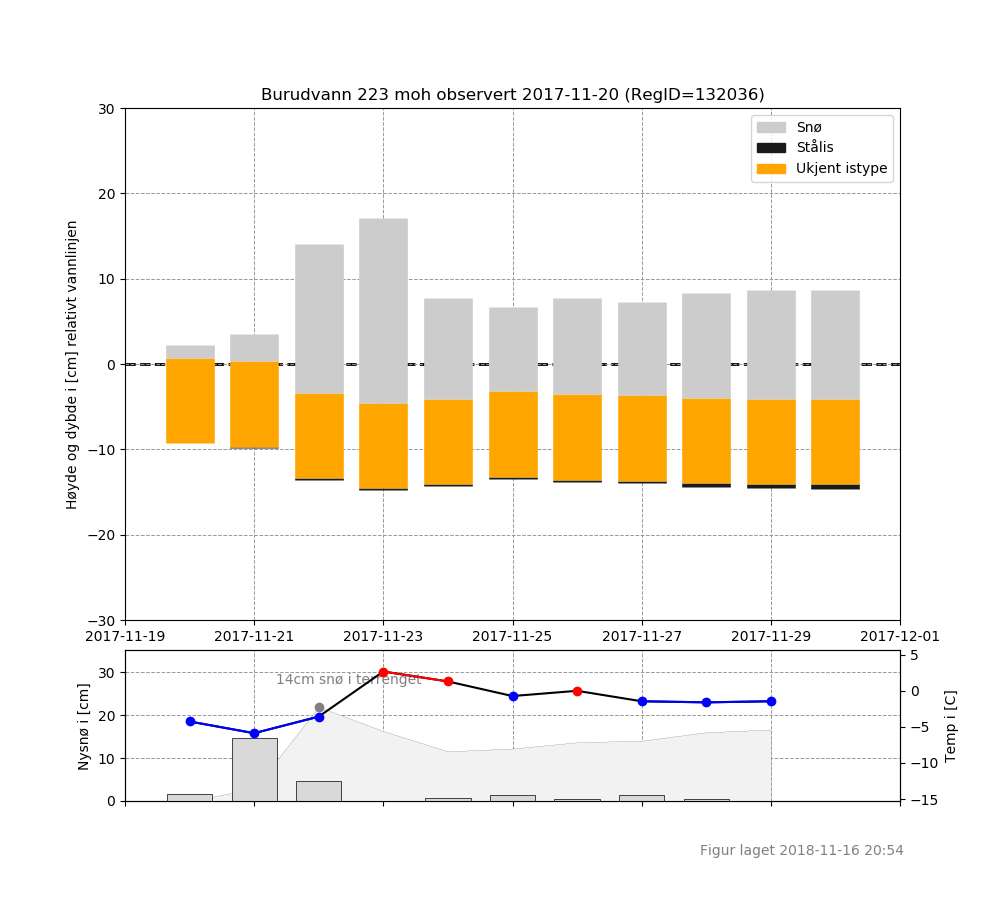 Burudvann 223 moh observert 2017-11-20 (RegID=132036)
Høyde og dybde i [cm] relativt vannlinjen
30
20
10
0
−10
−20
−30
Snø
Stålis
Ukjent istype
2017-11-19 2017-11-21 2017-11-23 2017-11-25 2017-11-27 2017-11-29 2017-12-01
Nysnø i [cm]
30
20
10
0
14cm snø i terrenget
5
0
−5
−10
−15
Temp i [C]
Figur laget 2018-11-16 20:54